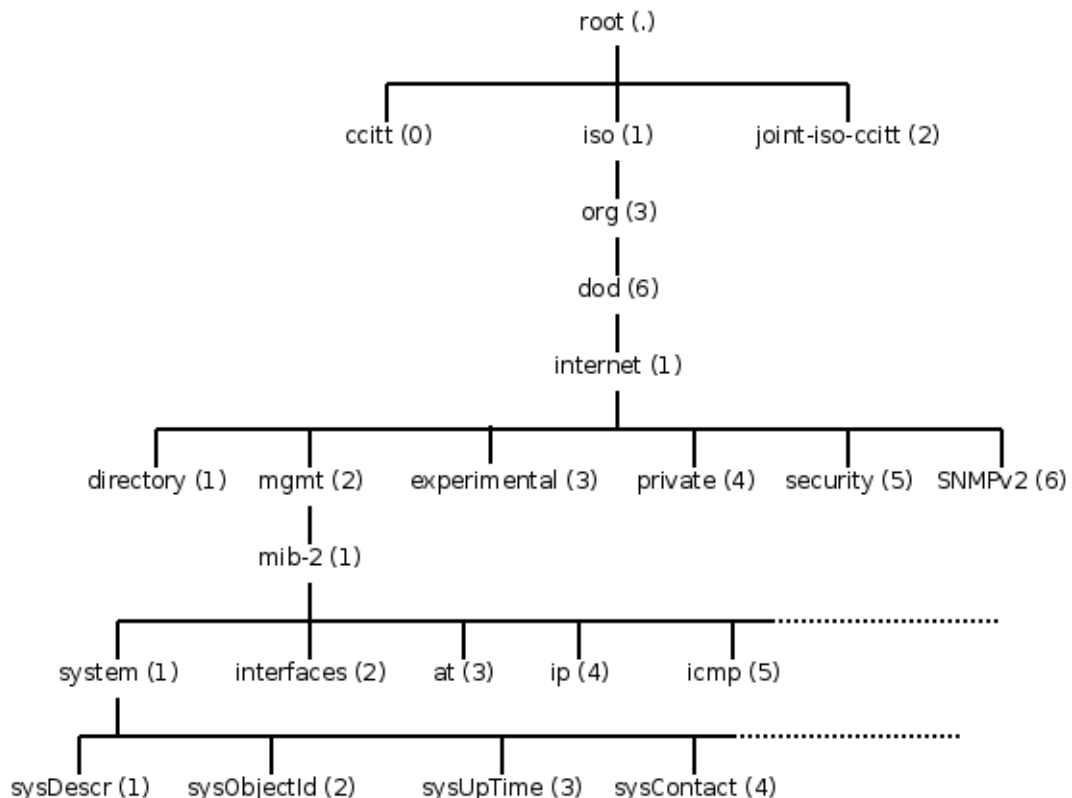 root (.)
ccitt (0) iso (1) joint-iso-ccitt (2)
org (3)
dod (6)
internet (1)
directory (1) mgmt (2) experimental (3) private (4) security (5) SNMPv2 (6)
mib-2 (1)
system (1) interfaces (2) at (3) ip (4) icmp (5)
sysDescr (1) sysObjectId (2) sysUpTime (3) sysContact (4)